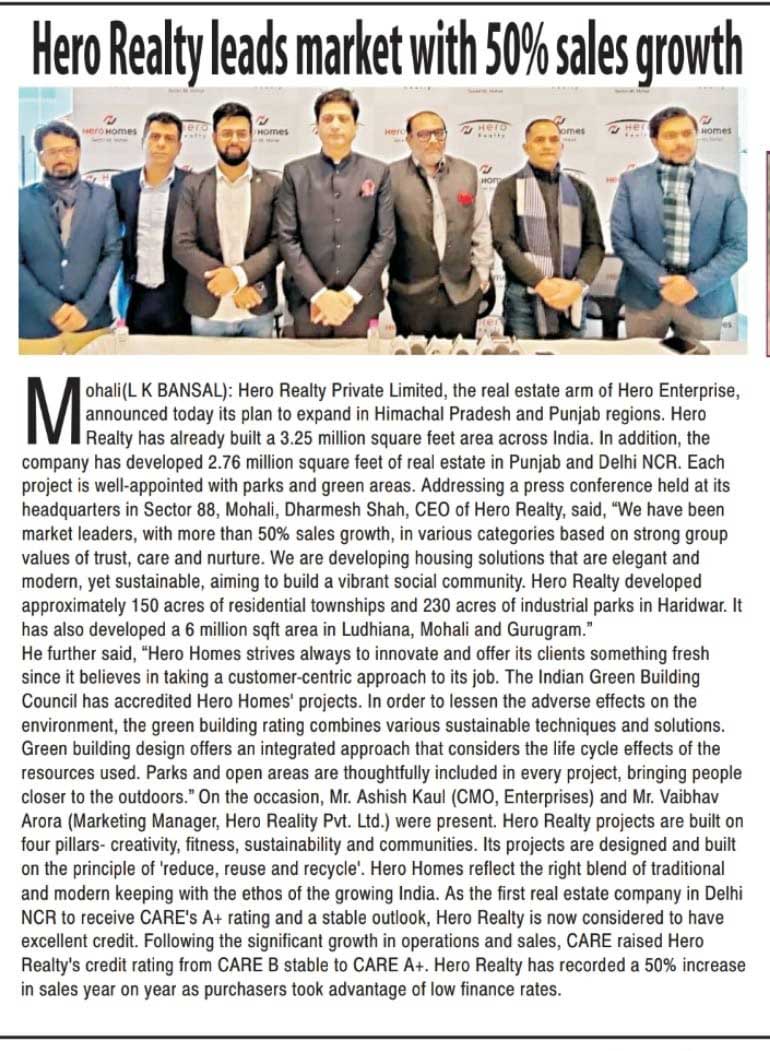 Hero Realty leads market with 50% sales growth
Hero HOMES
Sector 88, Mohali
Hero
Realty
HOMES
Hero
Realty
HOMES
Hero
Realty
HOMES
Mohali(L K BANSAL): Hero Realty Private Limited, the real estate arm of Hero Enterprise,
announced today its plan to expand in Himachal Pradesh and Punjab regions. Hero
Realty has already built a 3.25 million square feet area across India. In addition, the
company has developed 2.76 million square feet of real estate in Punjab and Delhi NCR. Each
project is well-appointed with parks and green areas. Addressing a press conference held at its
headquarters in Sector 88, Mohali, Dharmesh Shah, CEO of Hero Realty, said, “We have been
market leaders, with more than 50% sales growth, in various categories based on strong group
values of trust, care and nurture. We are developing housing solutions that are elegant and
modern, yet sustainable, aiming to build a vibrant social community. Hero Realty developed
approximately 150 acres of residential townships and 230 acres of industrial parks in Haridwar. It
has also developed a 6 million sqft area in Ludhiana, Mohali and Gurugram.”
He further said, “Hero Homes strives always to innovate and offer its clients something fresh
since it believes in taking a customer-centric approach to its job. The Indian Green Building
Council has accredited Hero Homes' projects. In order to lessen the adverse effects on the
environment, the green building rating combines various sustainable techniques and solutions.
Green building design offers an integrated approach that considers the life cycle effects of the
resources used. Parks and open areas are thoughtfully included in every project, bringing people
closer to the outdoors.” On the occasion, Mr. Ashish Kaul (CMO, Enterprises) and Mr. Vaibhav
Arora (Marketing Manager, Hero Reality Pvt. Ltd.) were present. Hero Realty projects are built on
four pillars- creativity, fitness, sustainability and communities. Its projects are designed and built
on the principle of 'reduce, reuse and recycle'. Hero Homes reflect the right blend of traditional
and modern keeping with the ethos of the growing India. As the first real estate company in Delhi
NCR to receive CARE's A+ rating and a stable outlook, Hero Realty is now considered to have
excellent credit. Following the significant growth in operations and sales, CARE raised Hero
Realty's credit rating from CARE B stable to CARE A+. Hero Realty has recorded a 50% increase
in sales year on year as purchasers took advantage of low finance rates.